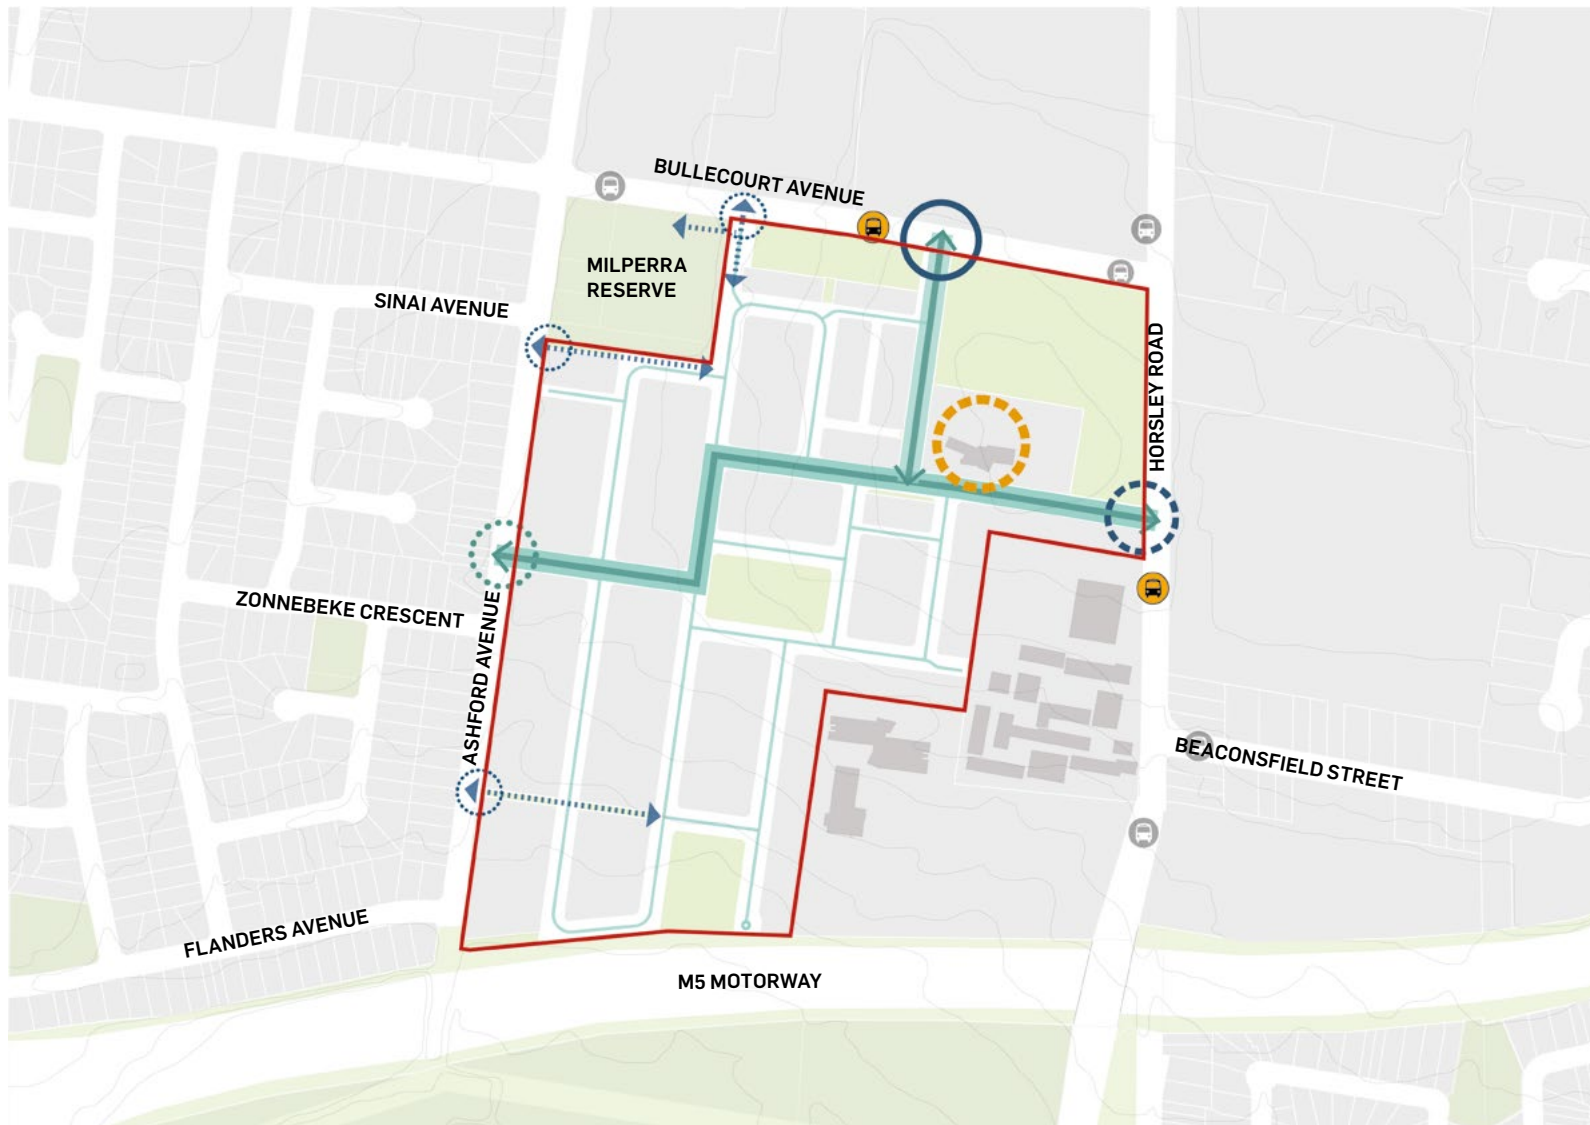 BULLECOURT AVENUE
MILPERRA
RESERVE
SINAI AVENUE
HORSLEY ROAD
ZONNEBEKE CRESCENT
ASHFORD AVENUE
BEACONSFIELD STREET
FLANDERS AVENUE
M5 MOTORWAY